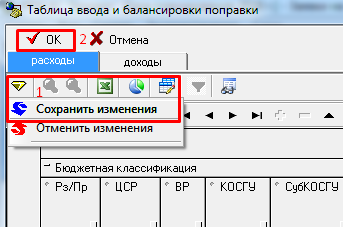 Таблица ввода и балансировки поправки
OK 2 Отмена
расходы доходы
1
Сохранить изменения
Отменить изменения
Бюджетная классификация
Рз/Пр ЦСР ВР КОСГУ СубКОСГУ